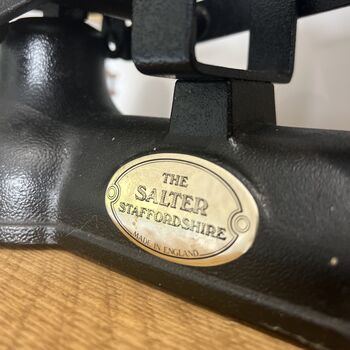 THE
SALTER
STAFFORDSHIRE
MADE IN ENGLAND